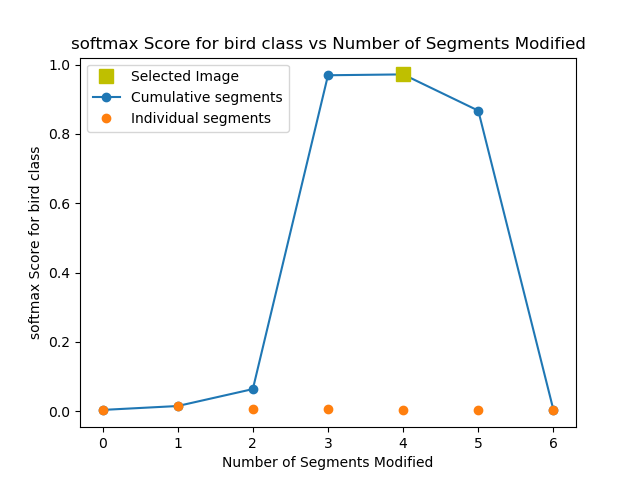 softmax Score for bird class vs Number of Segments Modified
Selected Image
Cumulative segments
Individual segments
softmax Score for bird class
1.0
0.8
0.6
0.4
0.2
0.0
0 1 2 3 4 5 6
Number of Segments Modified